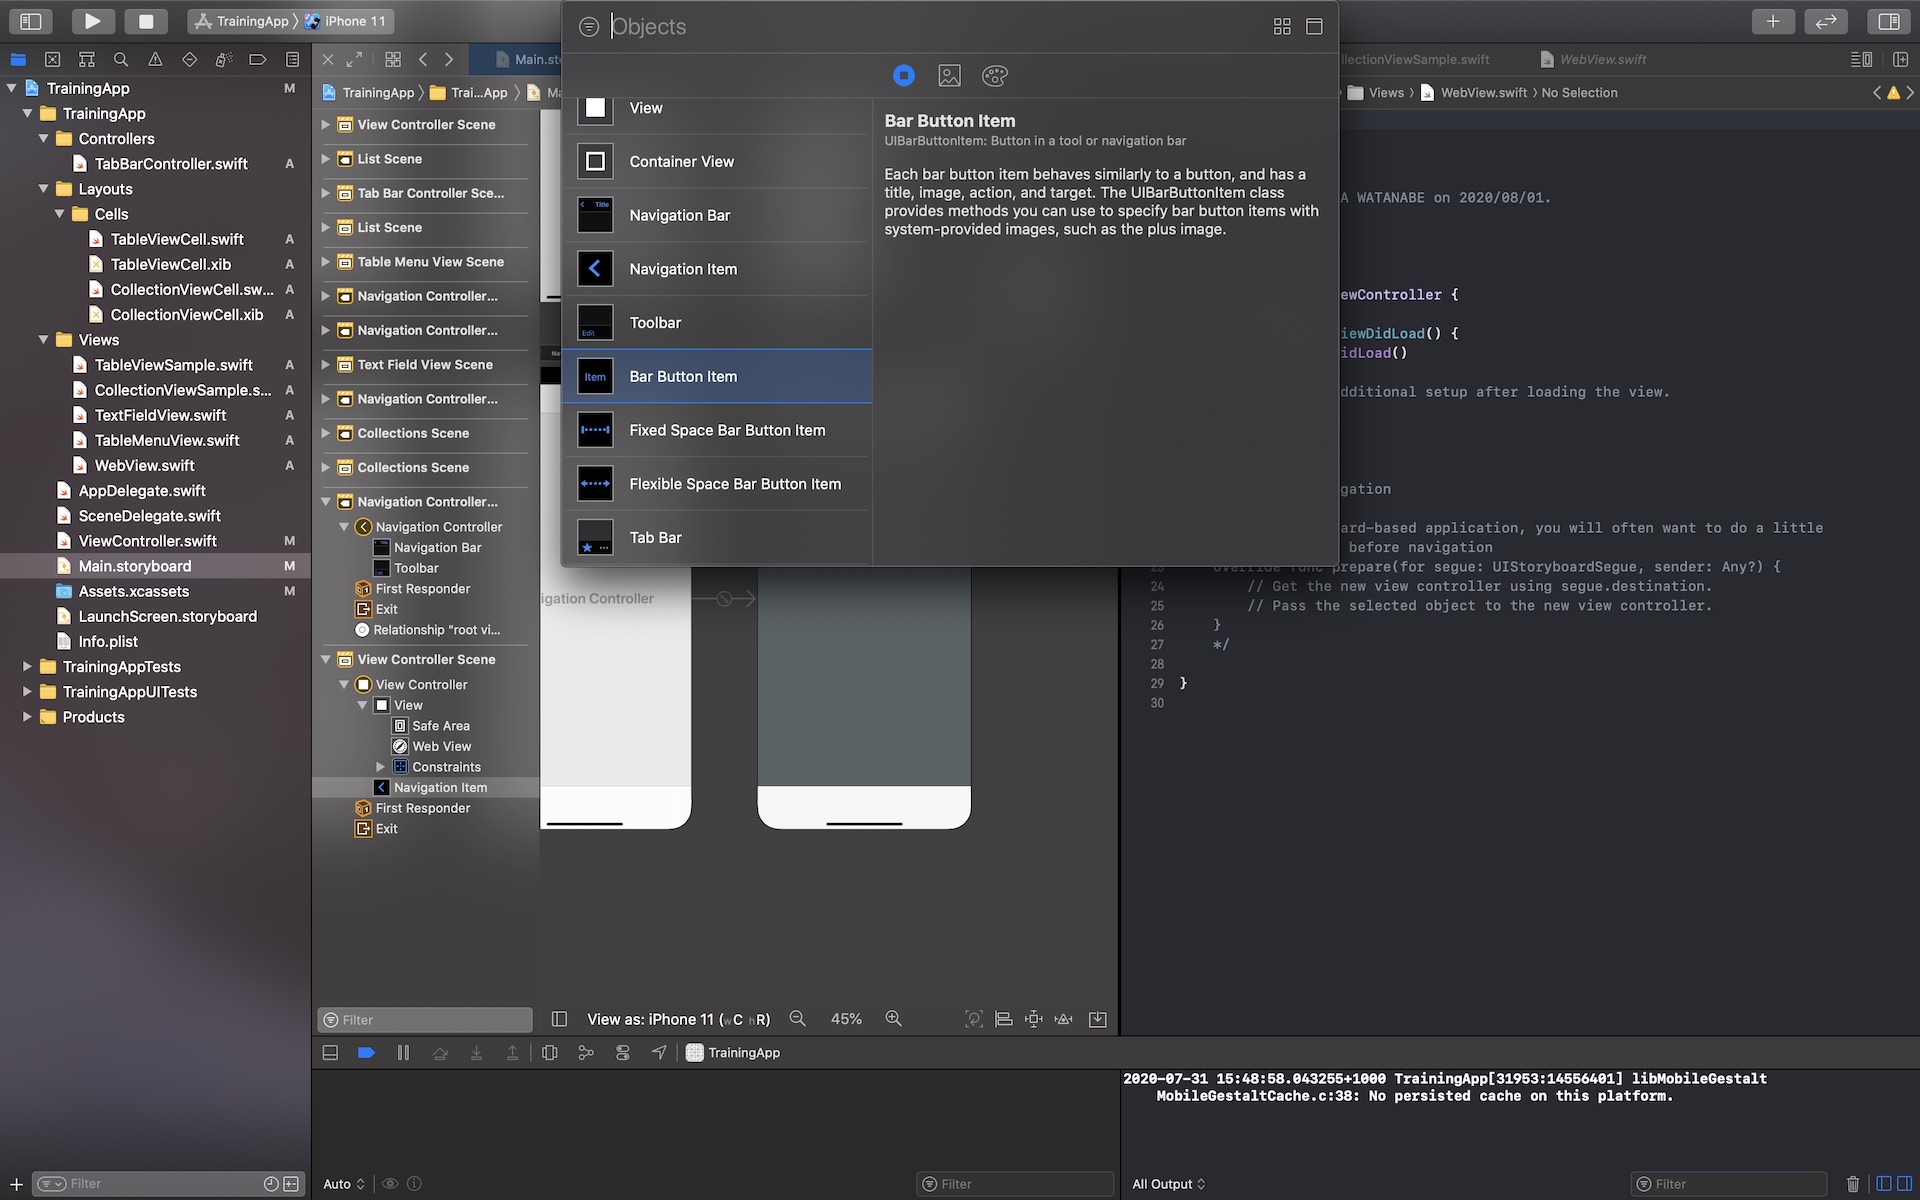 TrainingApp
iPhone 11
Objects
Main.st
llectionViewSample.swift
WebView.swift
TrainingApp
M
TrainingApp
Controllers
TabBarController.swift
A
Layouts
Cells
TableViewCell.swift
A
TableViewCell.xib
A
CollectionViewCell.sw...
A
CollectionViewCell.xib
A
Views
TableViewSample.swift
A
CollectionViewSample.s...
A
TextFieldView.swift
A
TableMenuView.swift
A
WebView.swift
A
AppDelegate.swift
SceneDelegate.swift
ViewController.swift
M
Main.storyboard
M
Assets.xcassets
M
LaunchScreen.storyboard
Info.plist
TrainingAppTests
TrainingAppUITests
Products
Filter
TrainingApp
Trai...App
View Controller Scene
List Scene
Tab Bar Controller Sce...
List Scene
Table Menu View Scene
Navigation Controller...
Navigation Controller...
Text Field View Scene
Navigation Controller...
Collections Scene
Collections Scene
Navigation Controller...
Navigation Controller
Navigation Bar
Toolbar
First Responder
Exit
Relationship "root vi...
View Controller Scene
View Controller
View
Safe Area
Web View
Constraints
Navigation Item
First Responder
Exit
Filter
View
Container View
Title
Navigation Bar
Navigation Item
Edit
Toolbar
Item
Bar Button Item
Fixed Space Bar Button Item
Flexible Space Bar Button Item
Tab Bar
Bar Button Item
UIBarButtonItem: Button in a tool or navigation bar
Each bar button item behaves similarly to a button, and has a
title, image, action, and target. The UIBarButtonItem class
provides methods you can use to specify bar button items with
system-provided images, such as the plus image.
igation Controller
View as: iPhone 11 (wC hR)
45%
Views
WebView.swift
No Selection
A WATANABE on 2020/08/01.
ewController {
iewDidLoad() {
idLoad()
dditional setup after loading the view.
gation
ard-based application, you will often want to do a little
before navigation
23 override func prepare(for segue: UIStoryboardSegue, sender: Any?) {
24 // Get the new view controller using segue.destination.
25 // Pass the selected object to the new view controller.
26 }
27 */
28
29 }
30
TrainingApp
2020-07-31 15:48:58.043255+1000 TrainingApp[31953:14556401] libMobileGestalt
MobileGestaltCache.c:38: No persisted cache on this platform.
Auto
Filter
All Output
Filter